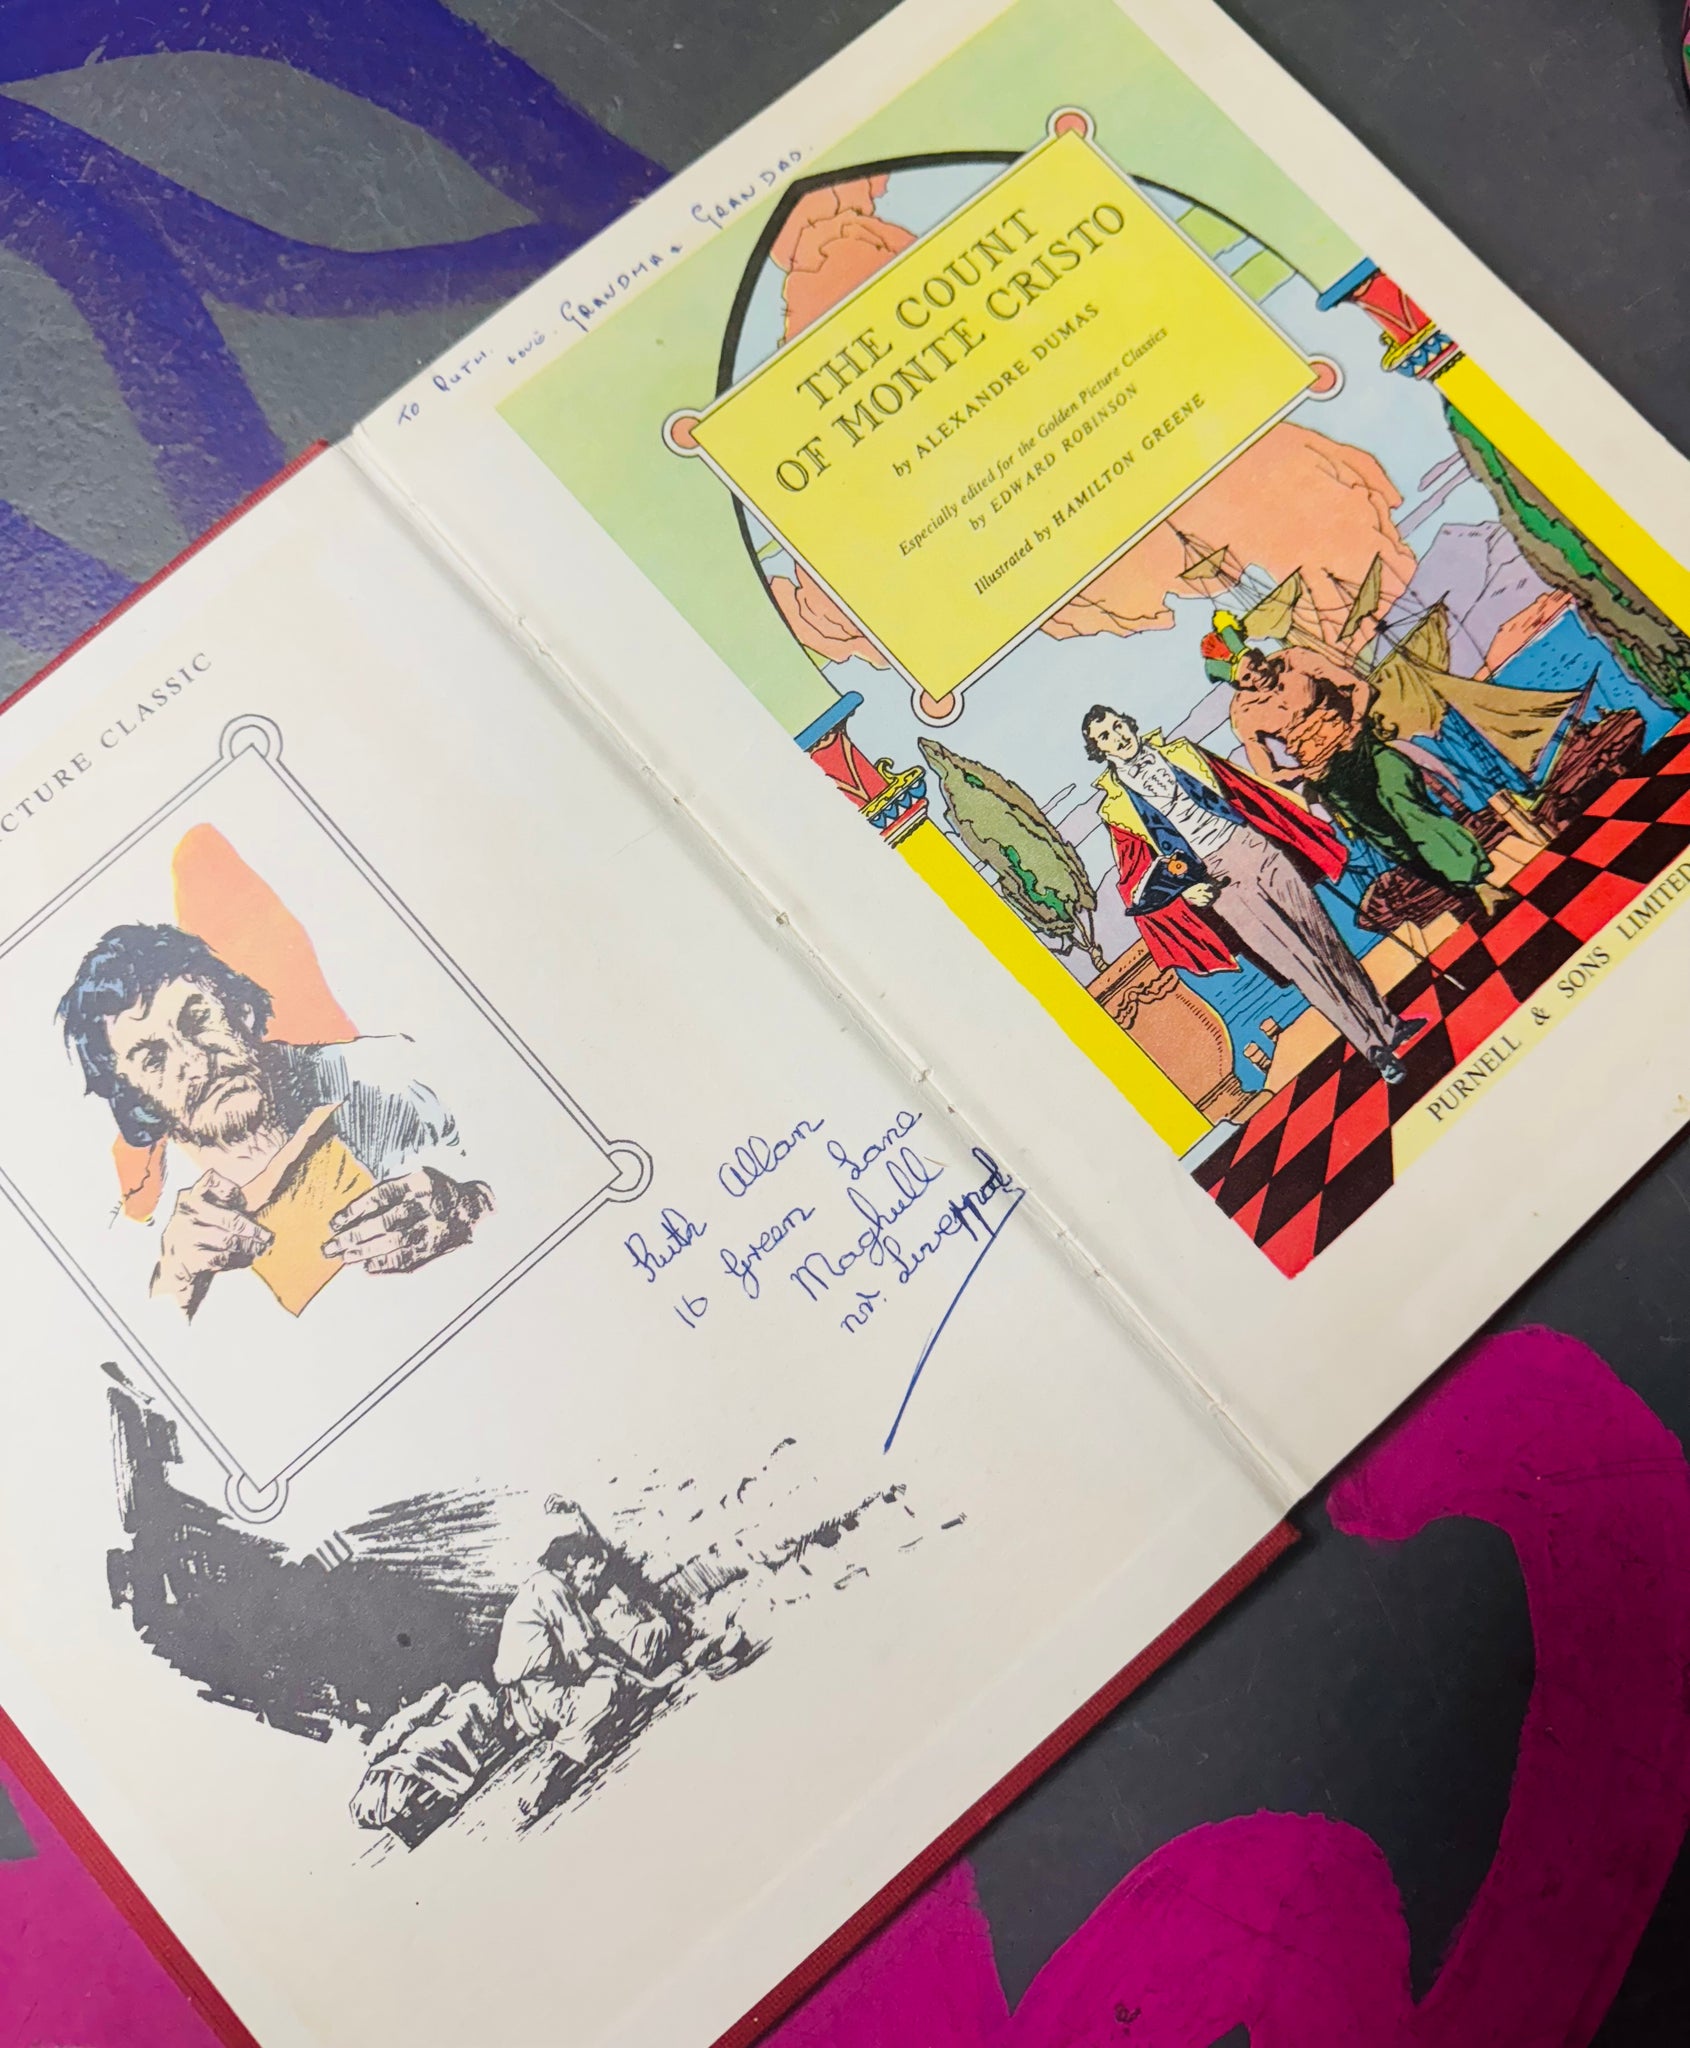 CTURE CLASSIC
Ruth Allan
16 Green Lane
Maghull
nr. Liverpool
TO RUTH. LOVE. GRANDMA & GRANDAD.
THE COUNT
OF MONTE CRISTO
by ALEXANDRE DUMAS
Especially edited for the Golden Picture Classics
by EDWARD ROBINSON
Illustrated by HAMILTON GREENE
PURNELL & SONS LIMITED